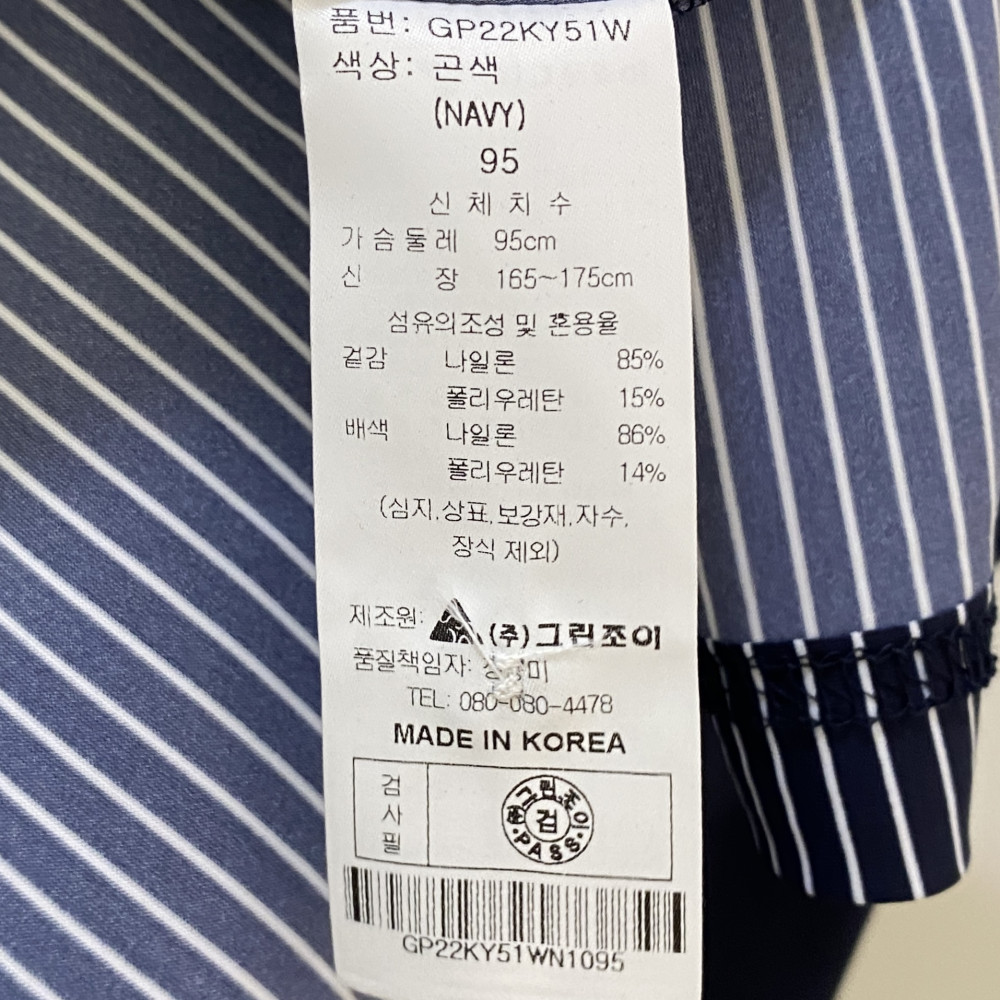 품번: GP22KY51W
색상: 곤색
(NAVY)
95
신 체 치 수
가슴둘레 95cm
신 장 165~175cm
섬유의조성 및 혼용율
겉감 나일론 85%
폴리우레탄 15%
배색 나일론 86%
폴리우레탄 14%
(심지,상표,보강재,자수,
장식 제외)
제조원: (주)그린조이
품질책임자:
TEL: 080-080-4478
MADE IN KOREA
검사필
그린조이
검
PASS
GP22KY51WN1095